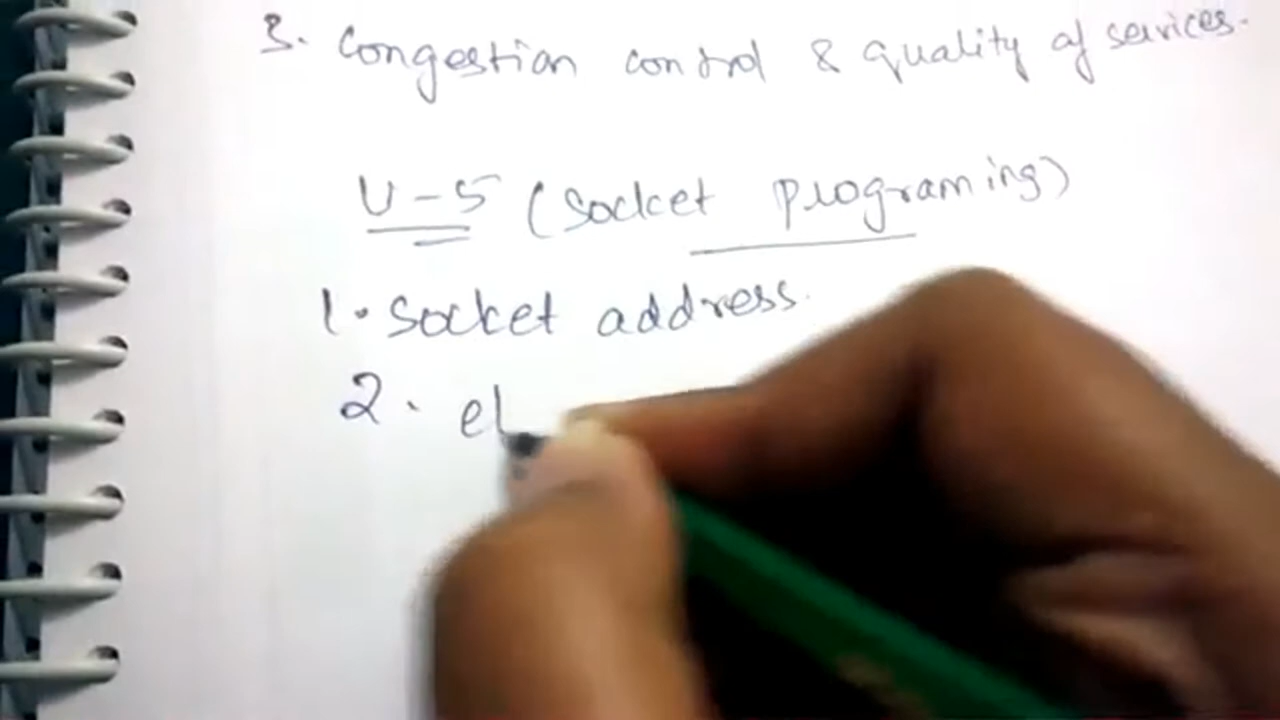 3. Congestion control & quality of services.
U-5 (Socket programing)
1. Socket address.
2. el